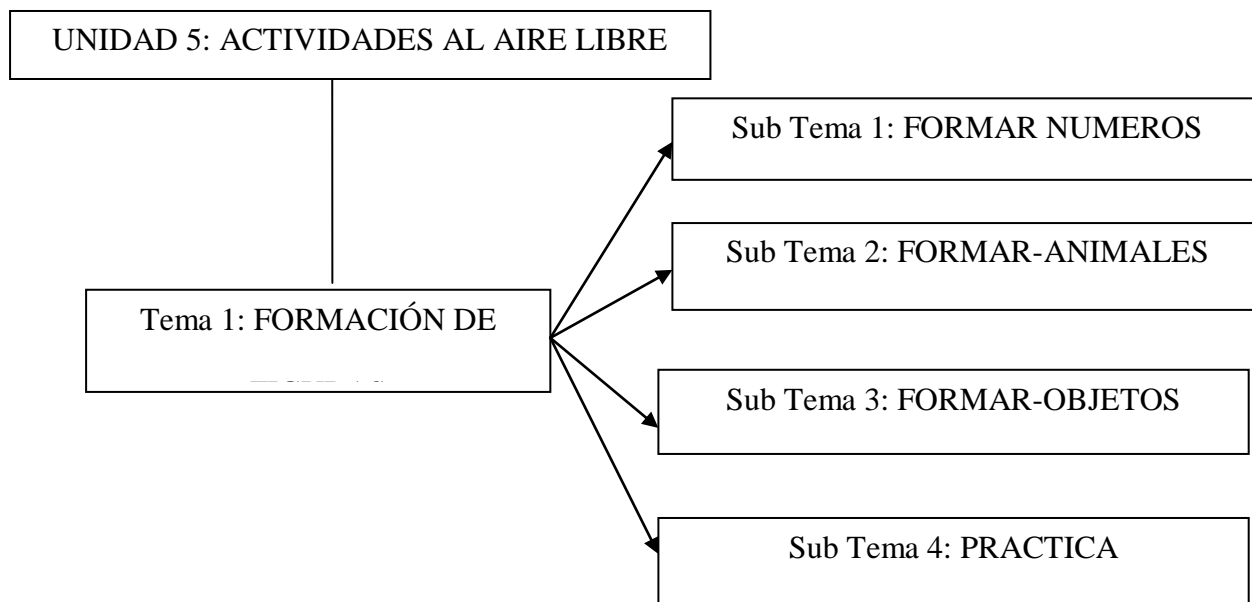 UNIDAD 5: ACTIVIDADES AL AIRE LIBRE
Sub Tema 1: FORMAR NUMEROS
Sub Tema 2: FORMAR-ANIMALES
Tema 1: FORMACIÓN DE
Sub Tema 3: FORMAR-OBJETOS
Sub Tema 4: PRACTICA